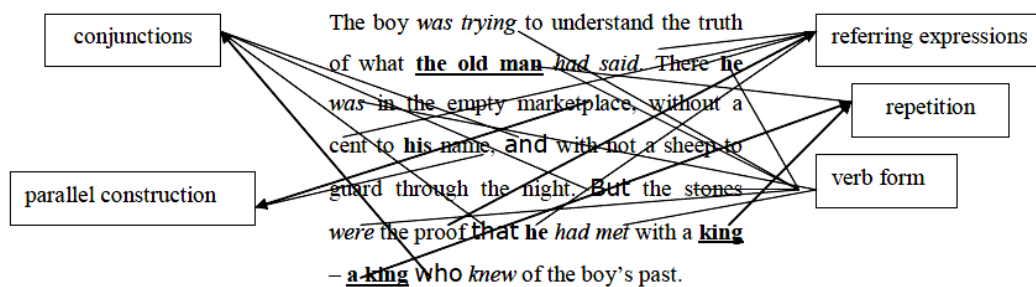 conjunctions
parallel construction
The boy was trying to understand the truth
of what the old man had said. There he
was in the empty marketplace, without a
cent to his name, and with not a sheep to
guard through the night. But the stones
were the proof that he had met with a king
– a king who knew of the boy's past.
referring expressions
repetition
verb form